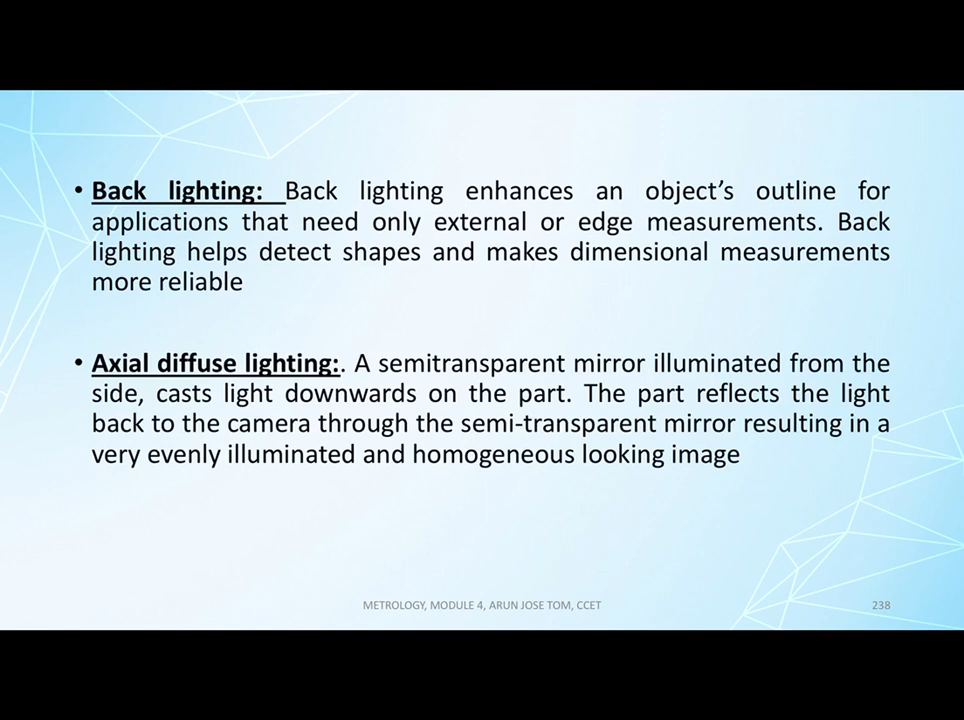 • Back lighting: Back lighting enhances an object’s outline for
applications that need only external or edge measurements. Back
lighting helps detect shapes and makes dimensional measurements
more reliable
• Axial diffuse lighting:. A semitransparent mirror illuminated from the
side, casts light downwards on the part. The part reflects the light
back to the camera through the semi-transparent mirror resulting in a
very evenly illuminated and homogeneous looking image
METROLOGY, MODULE 4, ARUN JOSE TOM, CCET
238